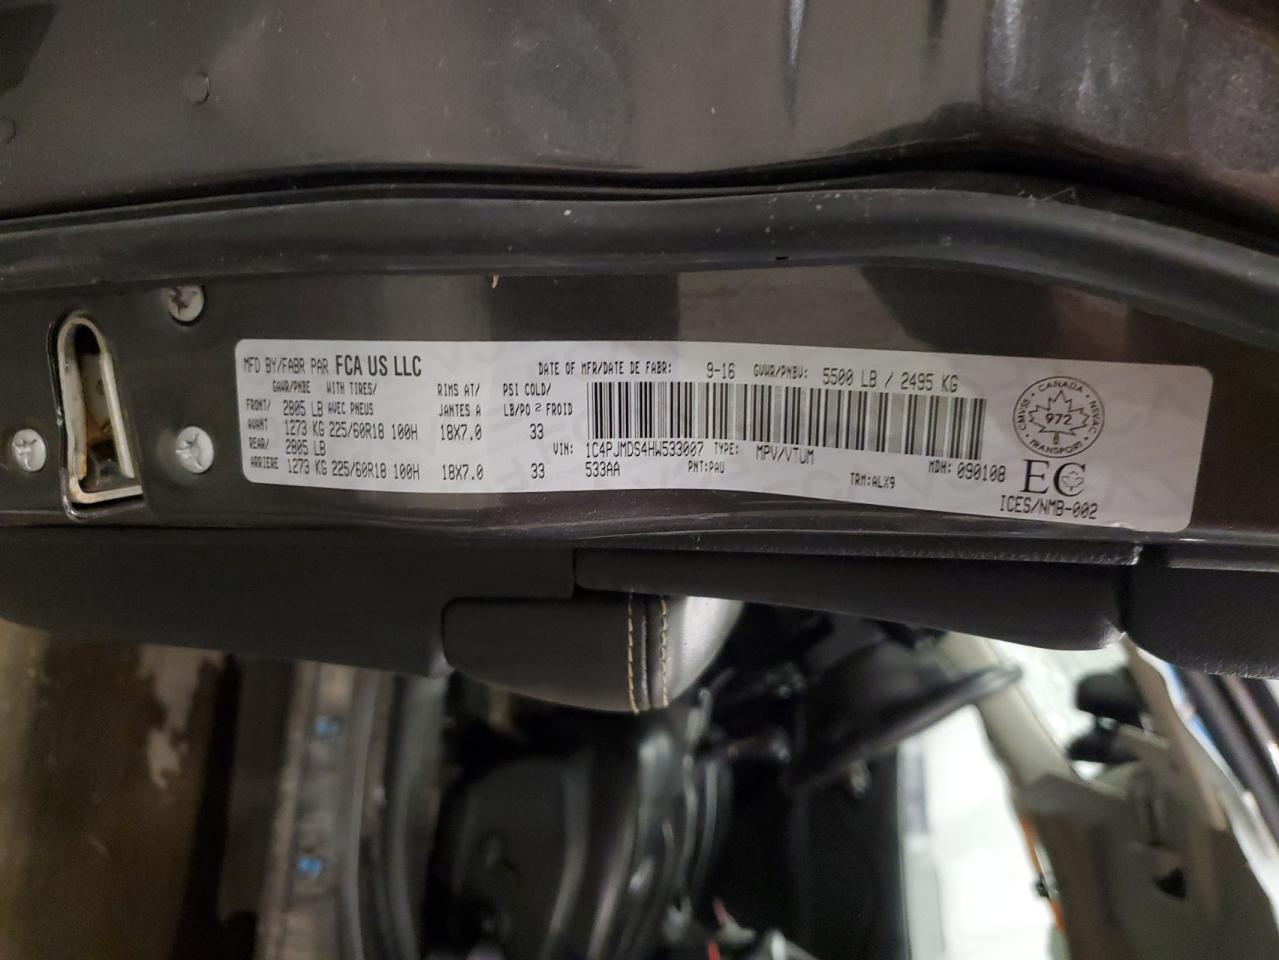 MFD BY/FABR PAR FCA US LLC DATE OF MFR/DATE DE FABR: 9-16 GVWR/PNBV: 5500 LB / 2495 KG
GAWR/PNBE WITH TIRES/ RIMS AT/ PSI COLD/
FRONT/ 2805 LB AVEC PNEUS JANTES A LB/PO 2 FROID
AVANT 1273 KG 225/60R18 100H 18X7.0 33
REAR/ 2805 LB
ARRIERE 1273 KG 225/60R18 100H 18X7.0 33
VIN: 1C4PJMDS4HW533007 TYPE: MPV/VTUM MDH: 090108
533AA PNT:PAU TRM:ALX9
CANADA
CMVSS NSVAC
972
TRANSPORT
EC
ICES/NMB-002